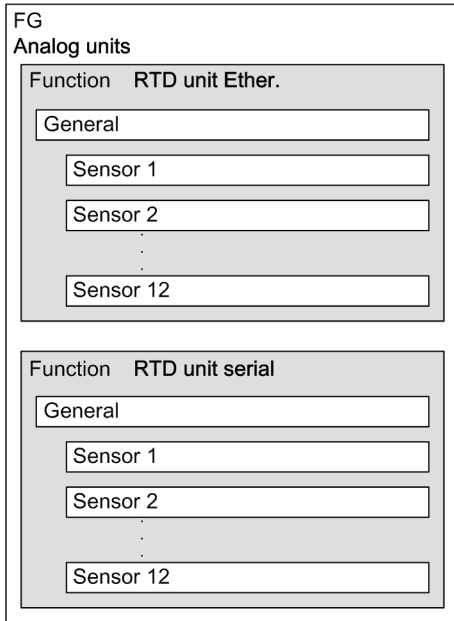 FG
Analog units
Function RTD unit Ether.
General
Sensor 1
Sensor 2
.
.
.
Sensor 12
Function RTD unit serial
General
Sensor 1
Sensor 2
.
.
.
Sensor 12